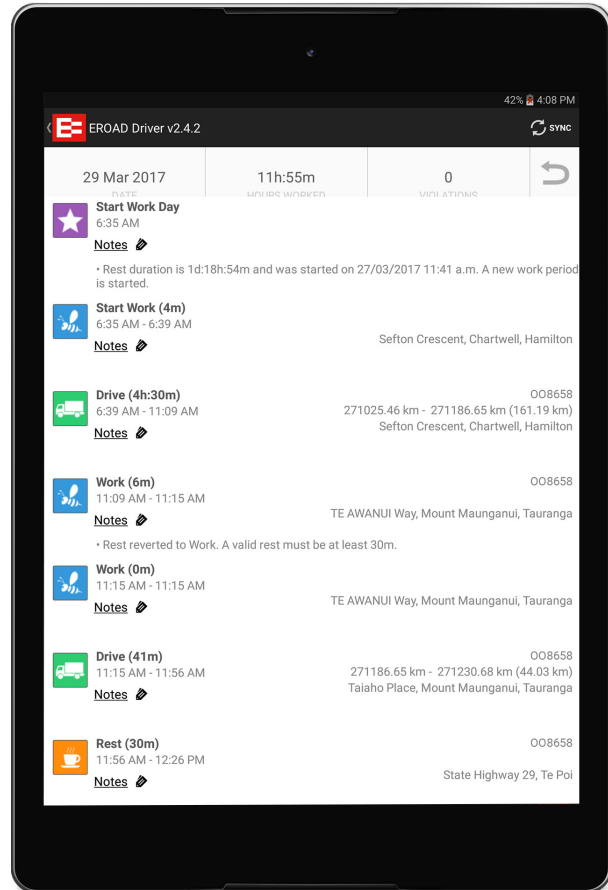 42% 4:08 PM
EROAD Driver v2.4.2
SYNC
29 Mar 2017 11h:55m 0
DATE HOURS WORKED VIOLATIONS
Start Work Day
6:35 AM
Notes
• Rest duration is 1d:18h:54m and was started on 27/03/2017 11:41 a.m. A new work period
is started.
Start Work (4m)
6:35 AM - 6:39 AM
Sefton Crescent, Chartwell, Hamilton
Notes
Drive (4h:30m) OO8658
6:39 AM - 11:09 AM 271025.46 km - 271186.65 km (161.19 km)
Sefton Crescent, Chartwell, Hamilton
Notes
Work (6m) OO8658
11:09 AM - 11:15 AM
TE AWANUI Way, Mount Maunganui, Tauranga
Notes
• Rest reverted to Work. A valid rest must be at least 30m.
Work (0m)
11:15 AM - 11:15 AM
TE AWANUI Way, Mount Maunganui, Tauranga
Notes
Drive (41m) OO8658
11:15 AM - 11:56 AM 271186.65 km - 271230.68 km (44.03 km)
Taiaho Place, Mount Maunganui, Tauranga
Notes
Rest (30m) OO8658
11:56 AM - 12:26 PM
State Highway 29, Te Poi
Notes